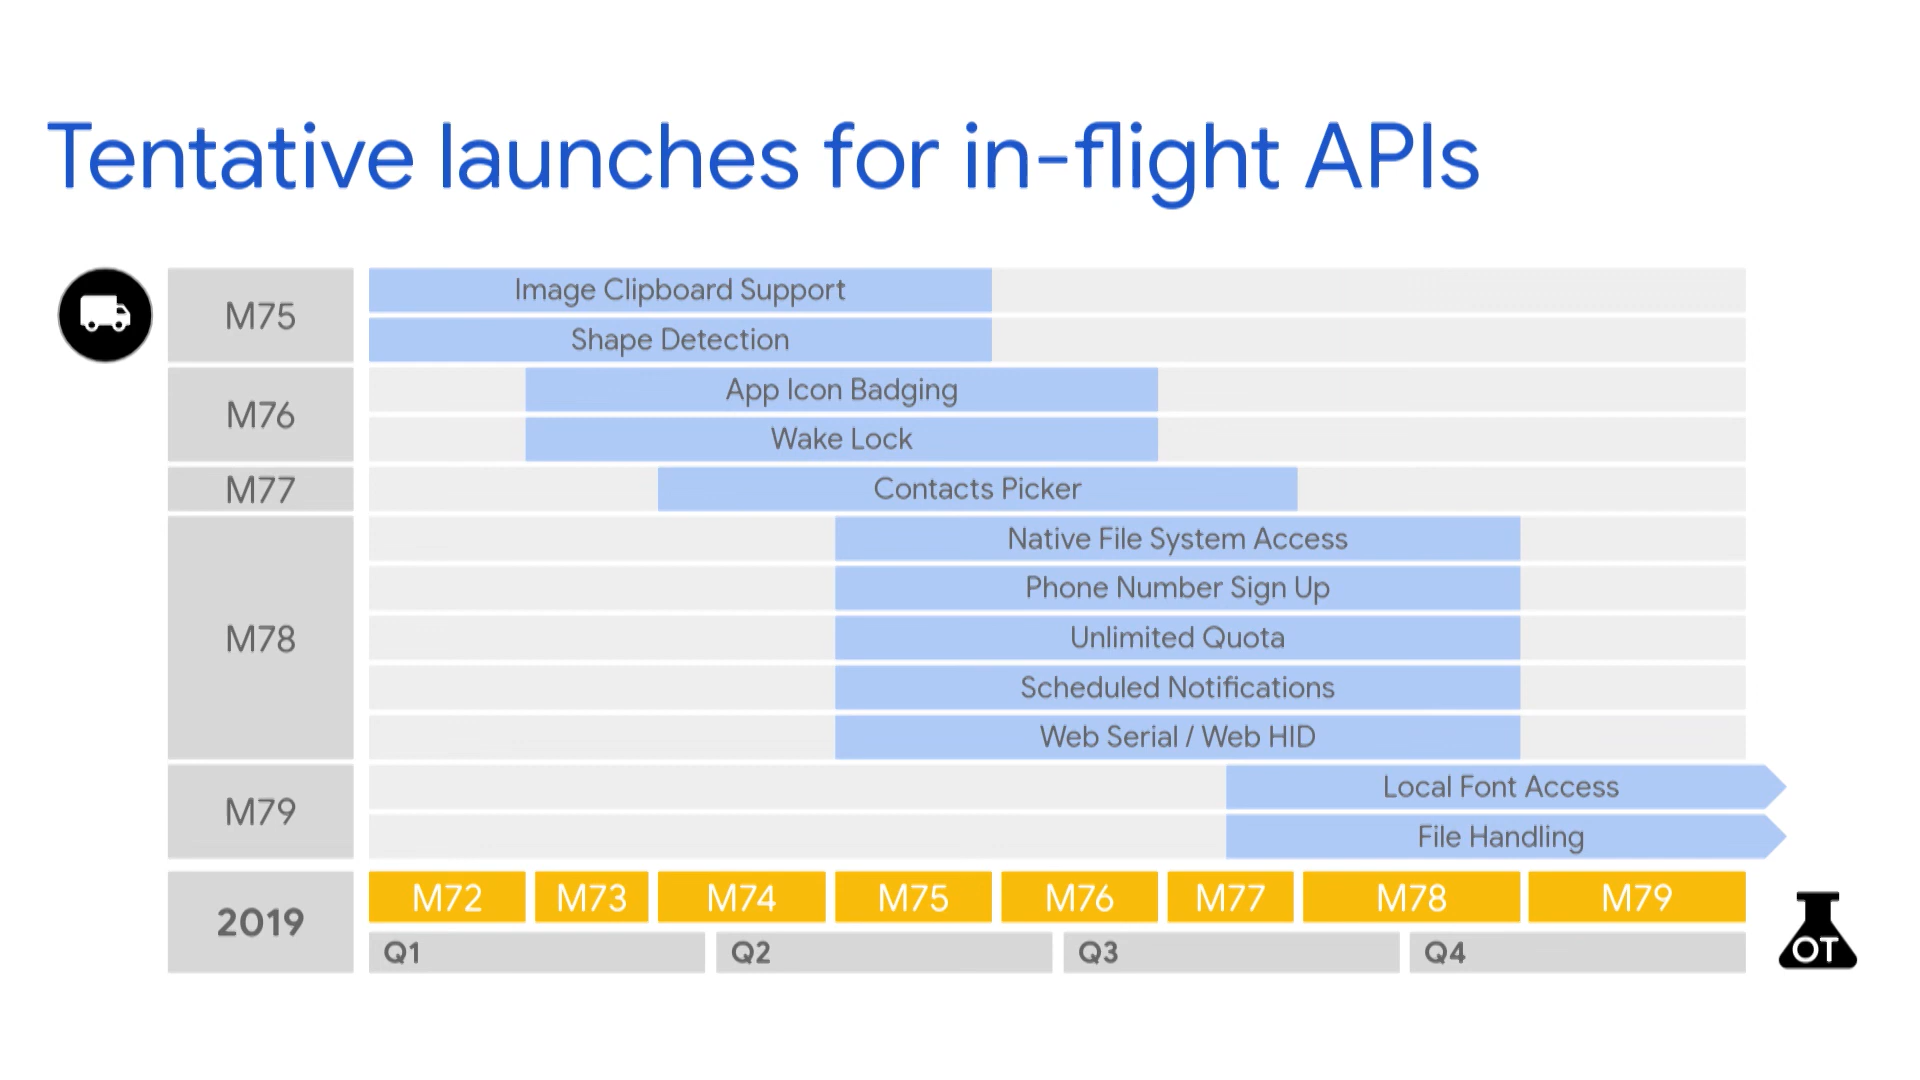 Tentative launches for in-flight APIs
M75
Image Clipboard Support
Shape Detection
M76
App Icon Badging
Wake Lock
M77
Contacts Picker
M78
Native File System Access
Phone Number Sign Up
Unlimited Quota
Scheduled Notifications
Web Serial / Web HID
M79
Local Font Access
File Handling
2019
M72 M73 M74 M75 M76 M77 M78 M79
Q1 Q2 Q3 Q4
OT